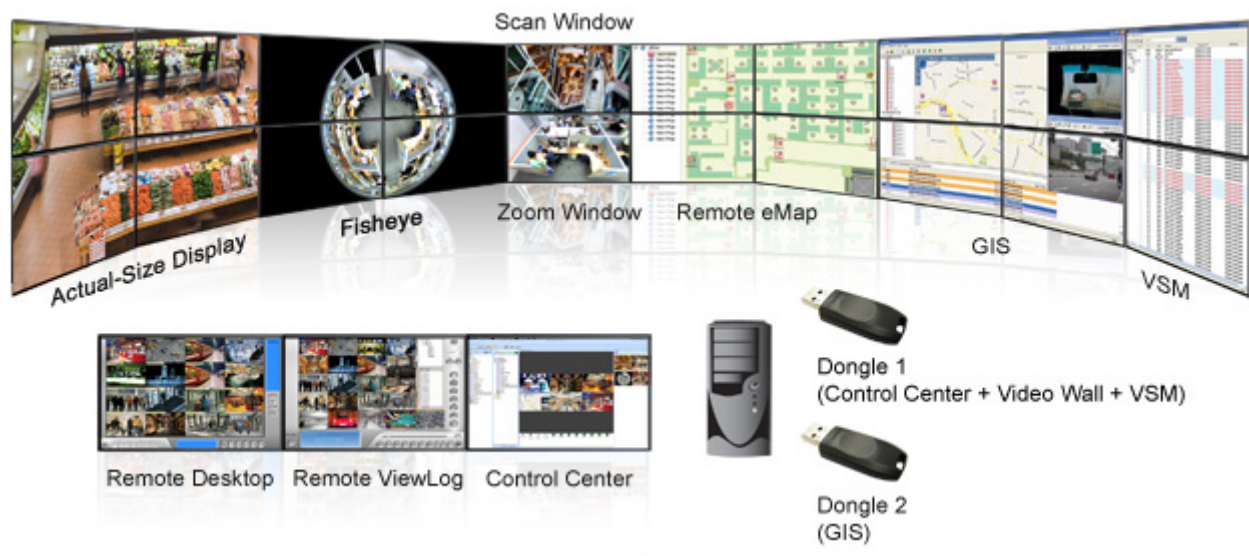 Scan Window
Actual-Size Display
Fisheye
Zoom Window
Remote eMap
GIS
VSM
Remote Desktop
Remote ViewLog
Control Center
Dongle 1
(Control Center + Video Wall + VSM)
Dongle 2
(GIS)